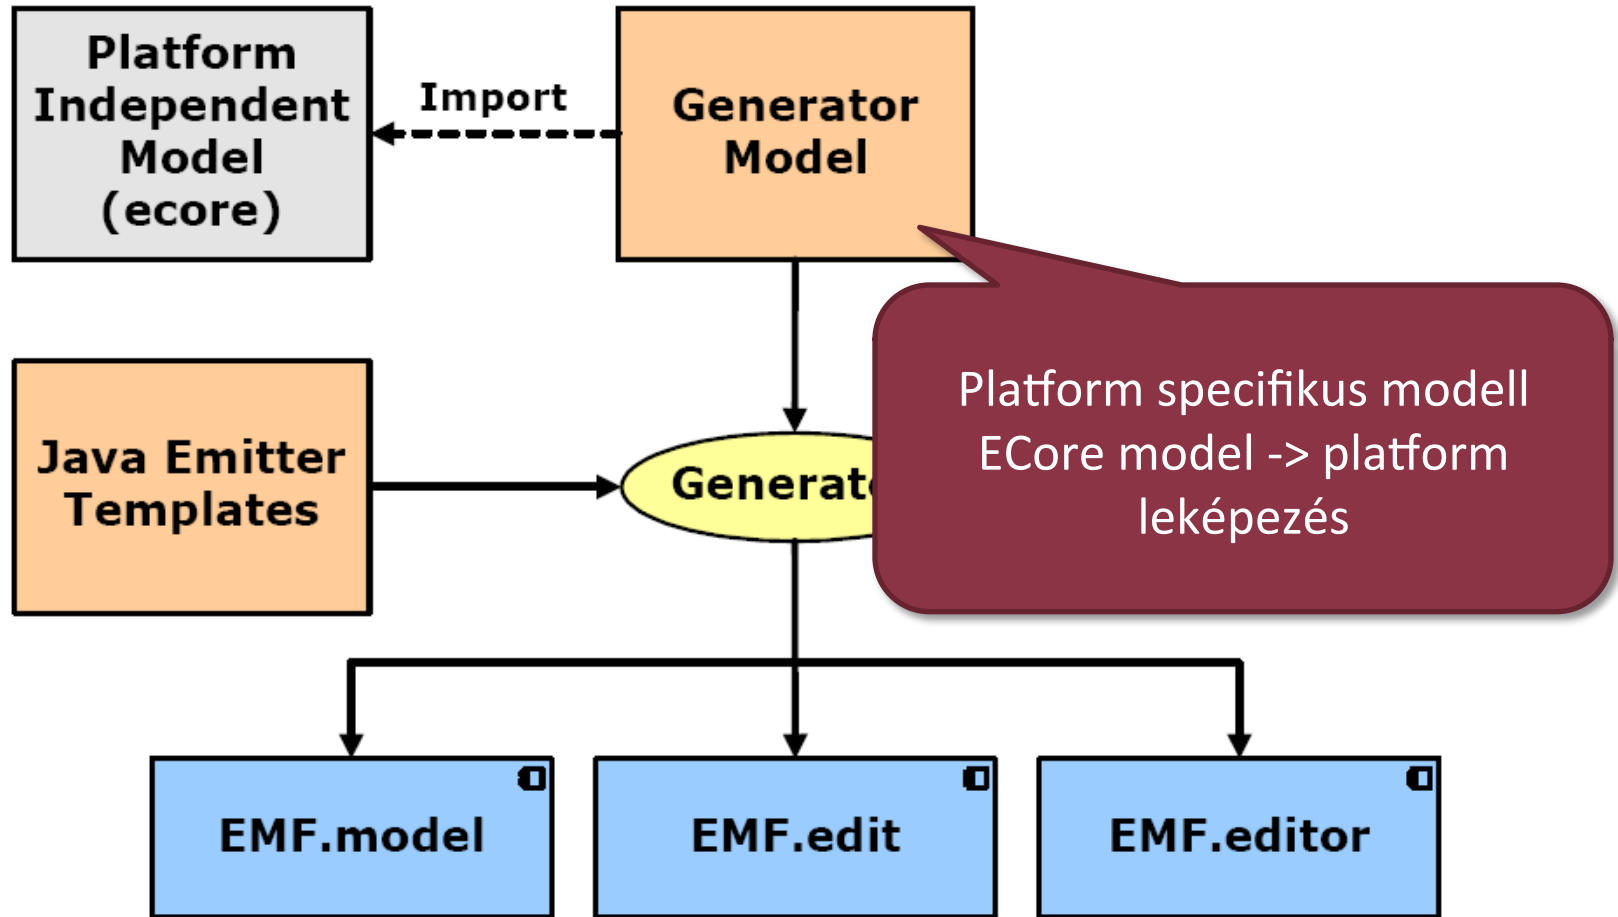 Platform
Independent
Model
(ecore)
Import
Generator
Model
Platform specifikus modell
ECore model -> platform
leképezés
Java Emitter
Templates
EMF.model
EMF.edit
EMF.editor